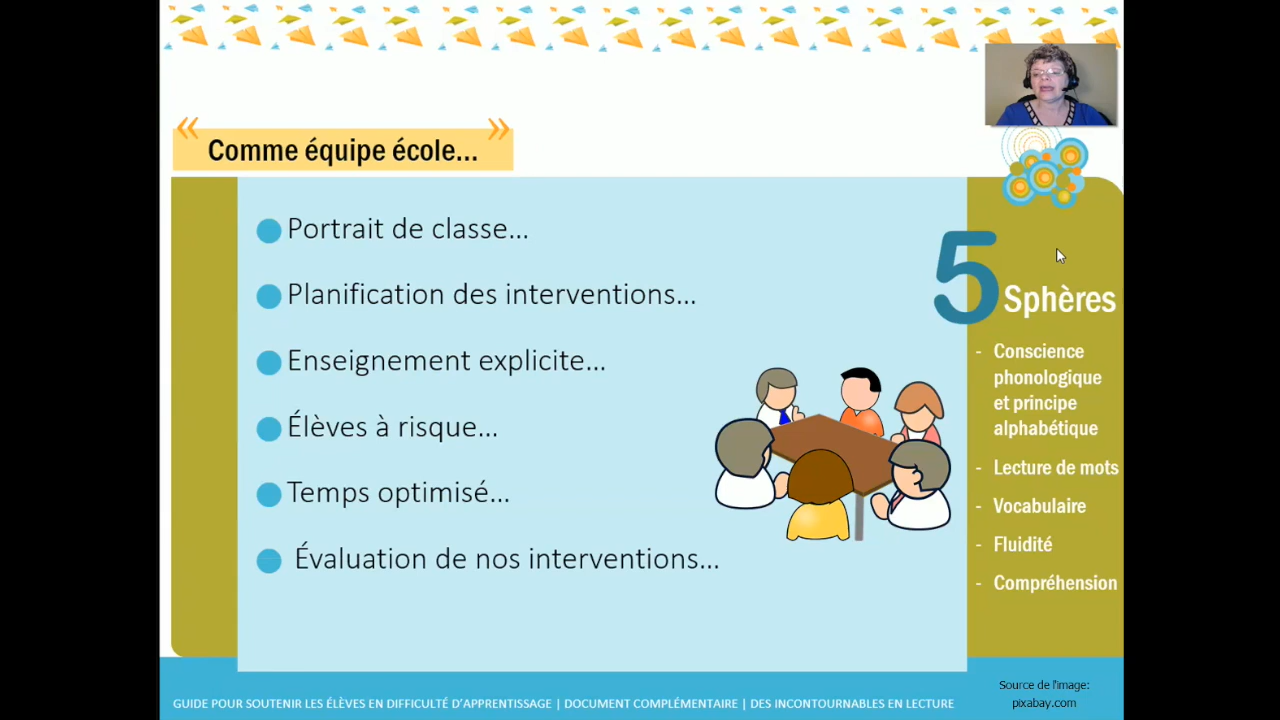 « Comme équipe école... »
Portrait de classe...
Planification des interventions...
Enseignement explicite...
Élèves à risque...
Temps optimisé...
Évaluation de nos interventions...
5 Sphères
- Conscience
phonologique
et principe
alphabétique
- Lecture de mots
- Vocabulaire
- Fluidité
- Compréhension
GUIDE POUR SOUTENIR LES ÉLÈVES EN DIFFICULTÉ D'APPRENTISSAGE | DOCUMENT COMPLÉMENTAIRE | DES INCONTOURNABLES EN LECTURE
Source de l'image:
pixabay.com